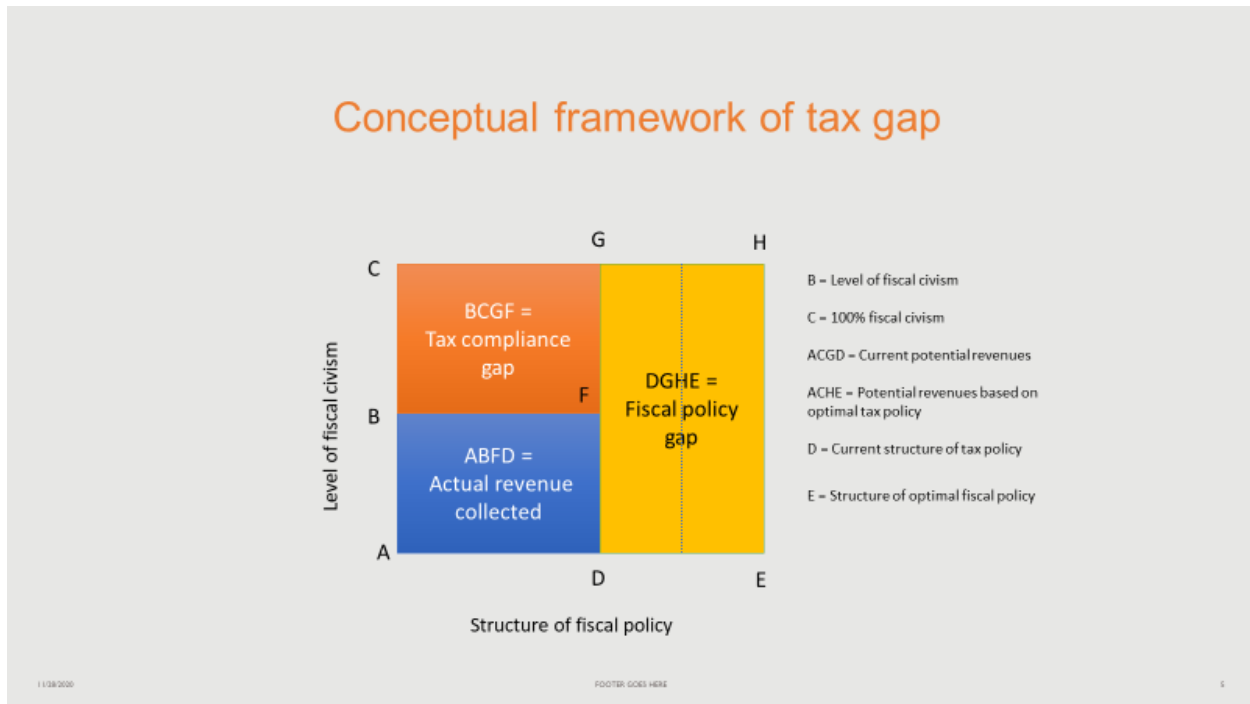 Conceptual framework of tax gap
G
H
C
BCGF =
Tax compliance
gap
F
B
DGHE =
Fiscal policy
gap
ABFD =
Actual revenue
collected
A
D
E
Level of fiscal civism
Structure of fiscal policy
B = Level of fiscal civism
C = 100% fiscal civism
ACGD = Current potential revenues
ACHE = Potential revenues based on
optimal tax policy
D = Current structure of tax policy
E = Structure of optimal fiscal policy
11/28/2020
FOOTER GOES HERE
5